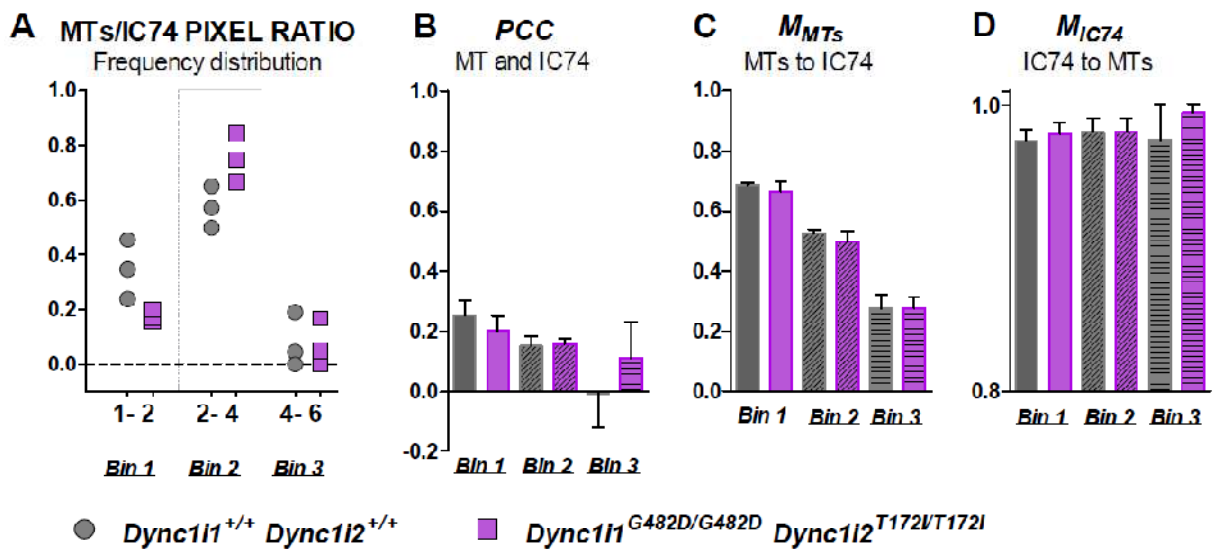 A MTs/IC74 PIXEL RATIO
Frequency distribution
1.0
0.8
0.6
0.4
0.2
0.0
1- 2 2- 4 4- 6
Bin 1 Bin 2 Bin 3
B PCC
MT and IC74
1.0
0.8
0.6
0.4
0.2
0.0
-0.2
Bin 1 Bin 2 Bin 3
C MMTs
MTs to IC74
1.0
0.8
0.6
0.4
0.2
0.0
Bin 1 Bin 2 Bin 3
D MIC74
IC74 to MTs
1.0
0.8
Bin 1 Bin 2 Bin 3
Dync1i1+/+ Dync1i2+/+
Dync1i1G482D/G482D Dync1i2T172I/T172I